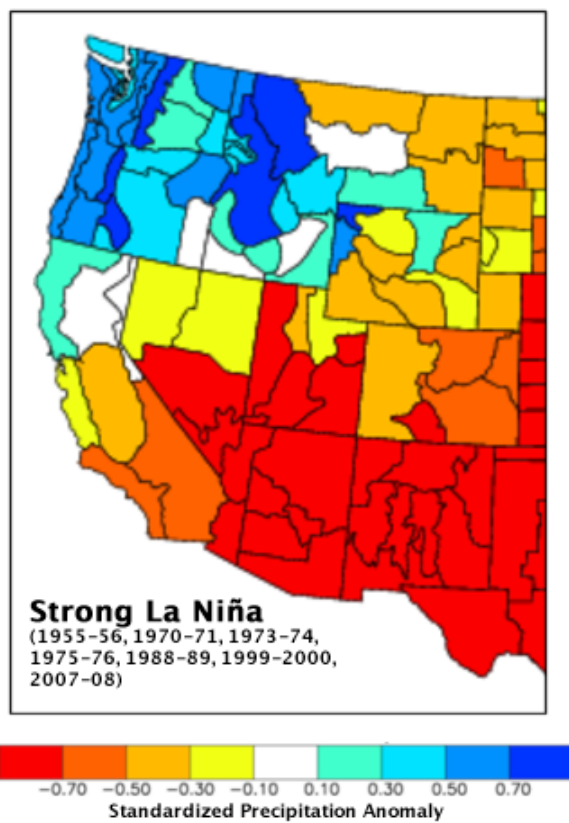 Strong La Niña
(1955-56, 1970-71, 1973-74,
1975-76, 1988-89, 1999-2000,
2007-08)
-0.70 -0.50 -0.30 -0.10 0.10 0.30 0.50 0.70
Standardized Precipitation Anomaly